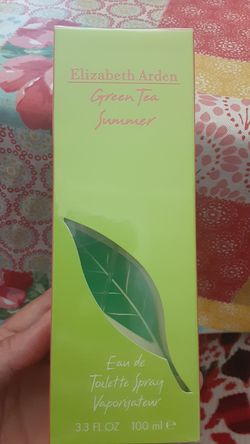 Elizabeth Arden
Green Tea
Summer
Eau de
Toilette Spray
Vaporisateur
3.3 FL.OZ 100 ml e